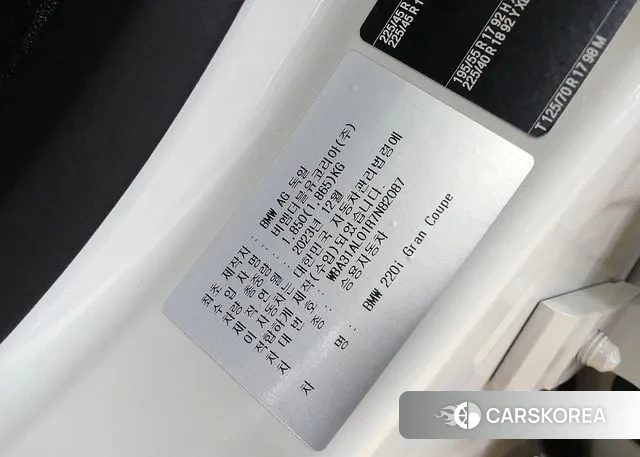 225/45 R
225/45 R 1
195/55 R 17 92 H
225/40 R 18 92 Y X
T 125/70 R 17 98 M
최초 제작자 : BMW AG 독일
수입자명 : 비엠더블유코리아(주)
차량 총중량 : 1,850(1,865)KG
제작연월 : 2023년 12월
이 자동차는 대한민국 자동차관리법령에
적합하게 제작(수입)되었습니다.
차대번호 : WBA31AL01R7N82087
차종 : 승용자동차
차명 : BMW 220i Gran Coupe
CARSKOREA